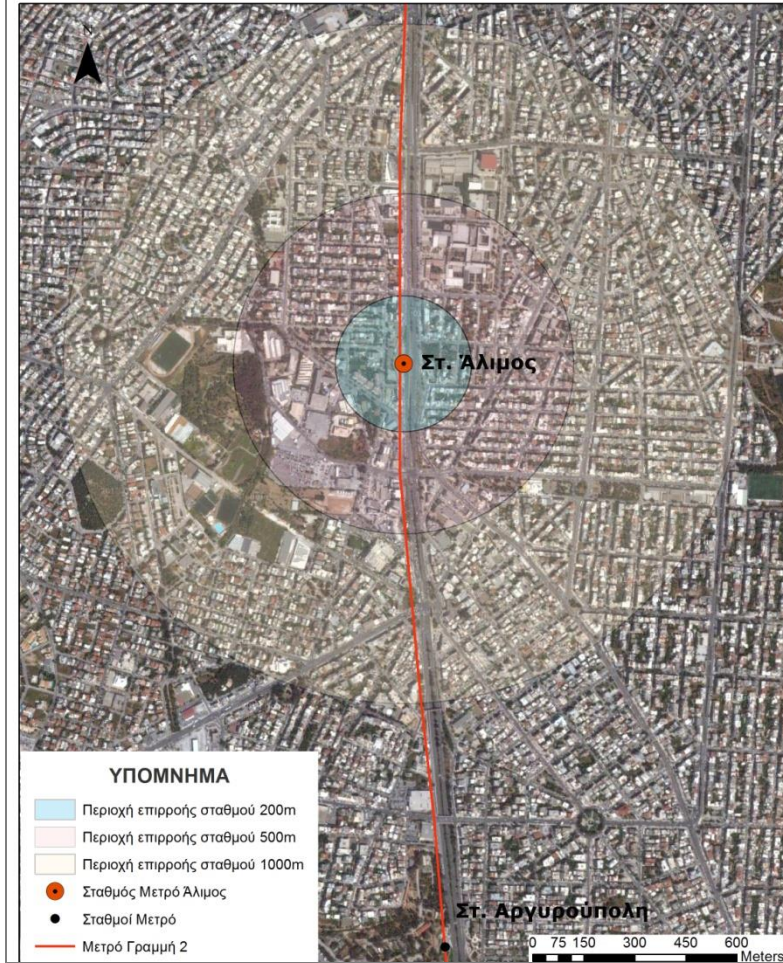 N
Στ. Άλιμος
Στ. Αργυρούπολη
ΥΠΟΜΝΗΜΑ
Περιοχή επιρροής σταθμού 200m
Περιοχή επιρροής σταθμού 500m
Περιοχή επιρροής σταθμού 1000m
Σταθμός Μετρό Άλιμος
Σταθμοί Μετρό
Μετρό Γραμμή 2
0 75 150 300 450 600
Meters